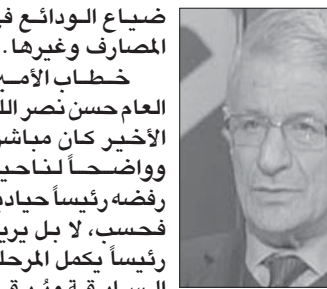 ضياع الودائع في
المصارف وغيرها.
خطاب الأمين
العام حسن نصر الله
الأخير كان مباشراً
وواضحاً لناحية
رفضه رئيساً حيادياً
فحسب، لا بل يريد
رئيساً يكمل المرحلة